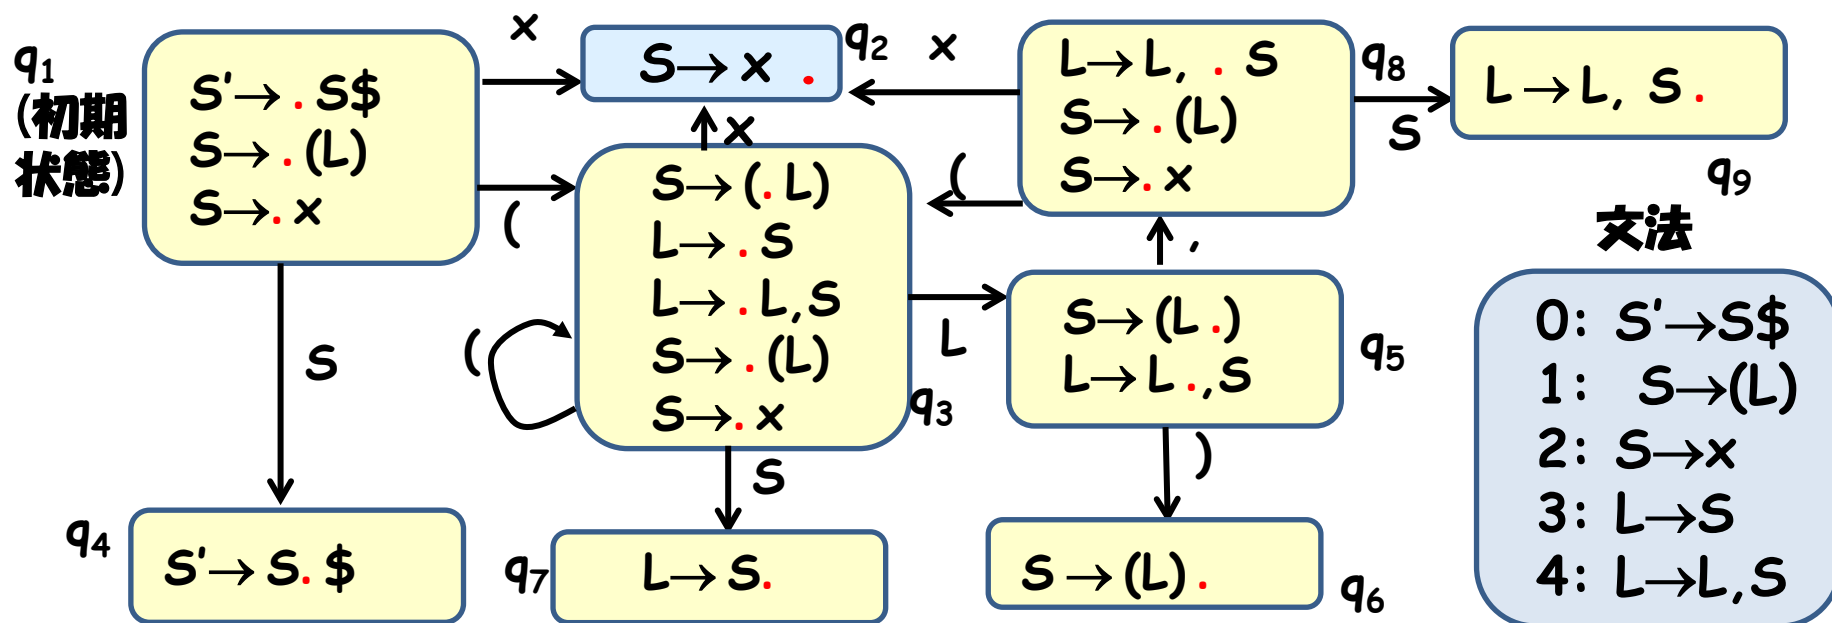 q1
(初期
状態)
S'→ . S$
S→ . (L)
S→. x
x
(
S
S→ x .
q2
x
x
S→(. L)
L→ . S
L→ . L,S
S→ . (L)
S→. x
q3
(
(
L
S
L→L, . S
S→ . (L)
S→. x
q8
S
,
L→L, S .
q9
S→(L .)
L→L .,S
q5
)
q4
S'→ S. $
q7
L→ S.
S→(L) .
q6
文法
0: S'→S$
1: S→(L)
2: S→x
3: L→S
4: L→L,S